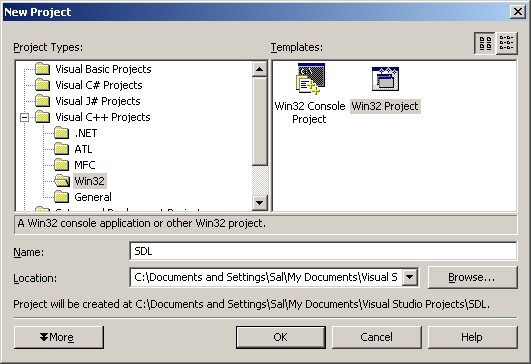 New Project
Project Types:
Templates:
Visual Basic Projects
Visual C# Projects
Visual J# Projects
Visual C++ Projects
.NET
ATL
MFC
Win32
General
Win32 Console
Project
Win32 Project
A Win32 console application or other Win32 project.
Name:
SDL
Location:
C:\Documents and Settings\Sal\My Documents\Visual S
Browse...
Project will be created at C:\Documents and Settings\Sal\My Documents\Visual Studio Projects\SDL.
More
OK
Cancel
Help